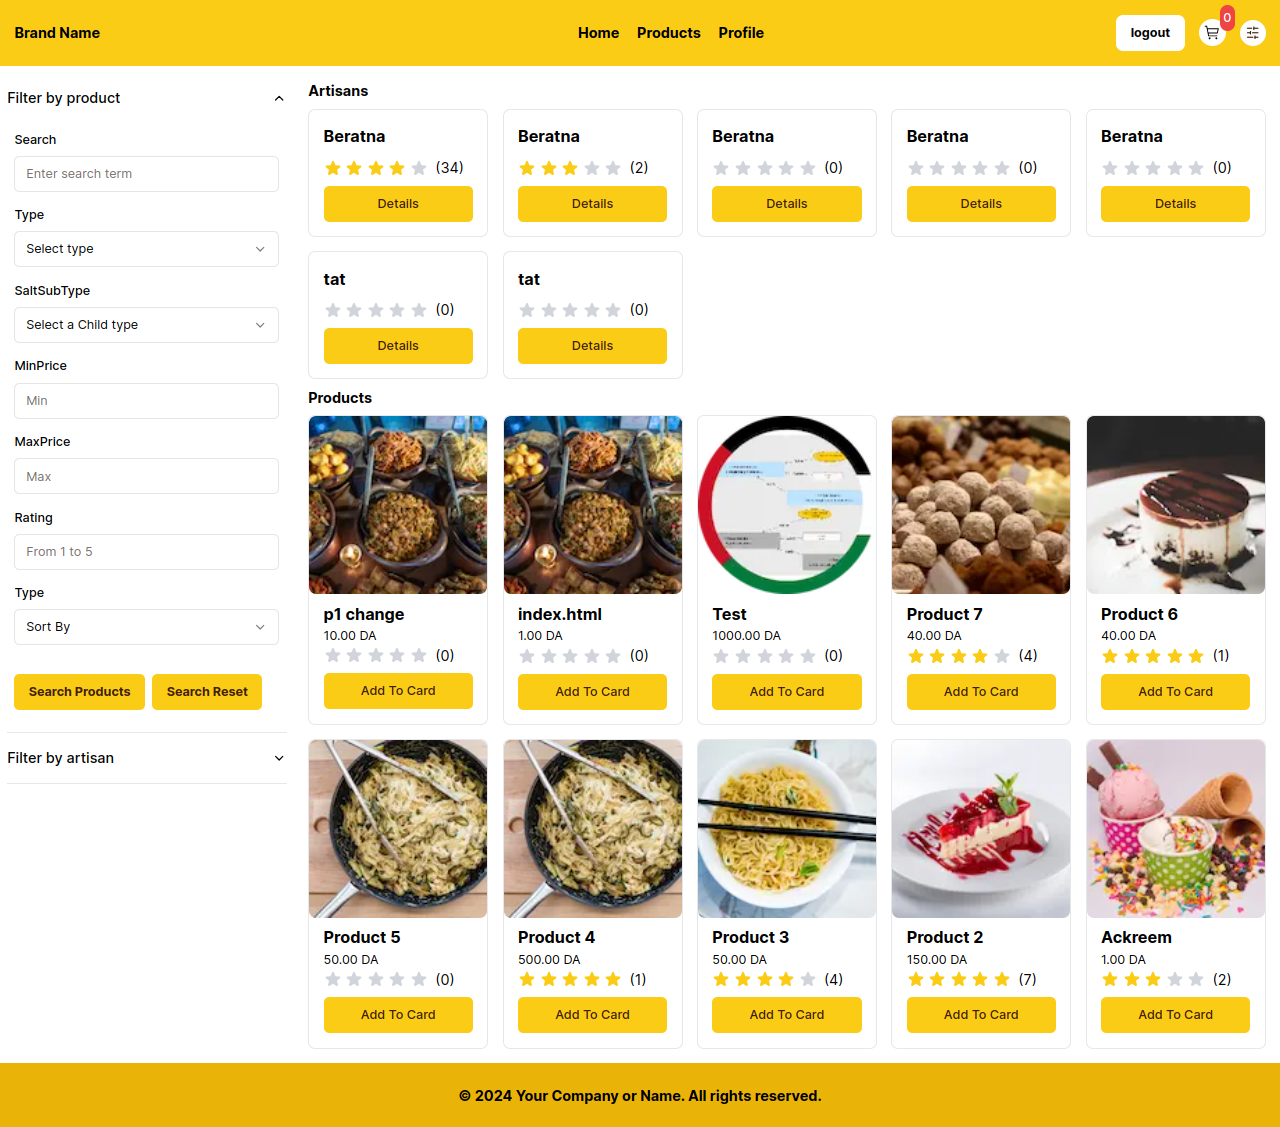 Brand Name
Home Products Profile
logout
0
Filter by product
Search
Enter search term
Type
Select type
SaltSubType
Select a Child type
MinPrice
Min
MaxPrice
Max
Rating
From 1 to 5
Type
Sort By
Search Products Search Reset
Filter by artisan
Artisans
Beratna Beratna Beratna Beratna Beratna
(34) (2) (0) (0) (0)
Details Details Details Details Details
tat tat
(0) (0)
Details Details
Products
p1 change index.html Test Product 7 Product 6
10.00 DA 1.00 DA 1000.00 DA 40.00 DA 40.00 DA
(0) (0) (0) (4) (1)
Add To Card Add To Card Add To Card Add To Card Add To Card
Product 5 Product 4 Product 3 Product 2 Ackreem
50.00 DA 500.00 DA 50.00 DA 150.00 DA 1.00 DA
(0) (1) (4) (7) (2)
Add To Card Add To Card Add To Card Add To Card Add To Card
© 2024 Your Company or Name. All rights reserved.